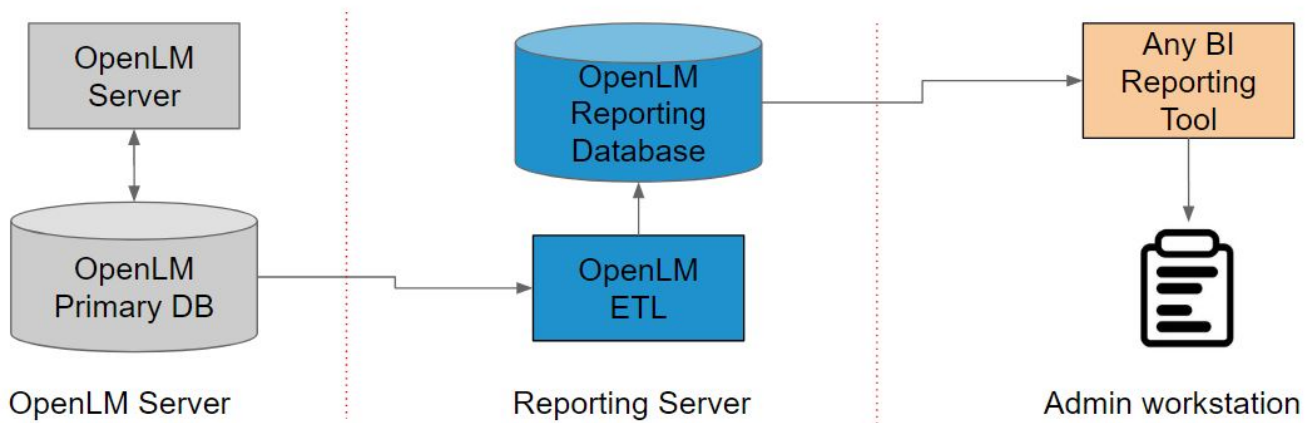 OpenLM
Server
OpenLM
Primary DB
OpenLM Server
OpenLM
Reporting
Database
OpenLM
ETL
Reporting Server
Any BI
Reporting
Tool
Admin workstation